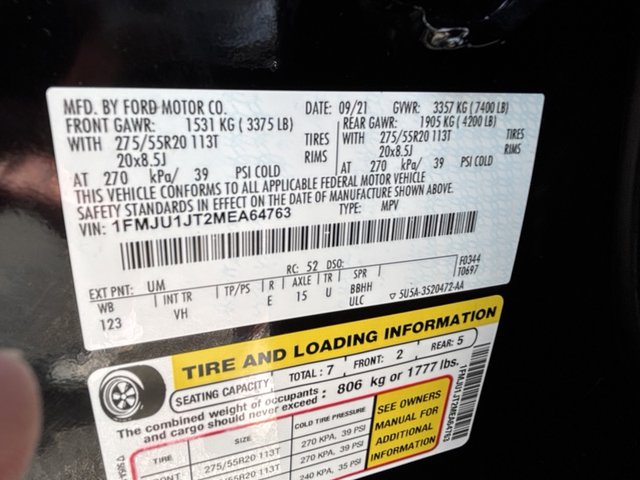 MFD. BY FORD MOTOR CO. DATE: 09/21 GVWR: 3357 KG (7400 LB)
FRONT GAWR: 1531 KG (3375 LB) REAR GAWR: 1905 KG (4200 LB)
WITH 275/55R20 113T TIRES WITH 275/55R20 113T TIRES
20x8.5J RIMS 20x8.5J RIMS
AT 270 kPa/ 39 PSI COLD AT 270 kPa/ 39 PSI COLD
THIS VEHICLE CONFORMS TO ALL APPLICABLE FEDERAL MOTOR VEHICLE
SAFETY STANDARDS IN EFFECT ON THE DATE OF MANUFACTURE SHOWN ABOVE.
VIN: 1FMJU1JT2MEA64763 TYPE: MPV
F0344
T0697
EXT PNT: UM RC: 52 DSO:
WB INT TR TP/PS R AXLE TR SPR
123 VH E 15 U BBHH
ULC 5U5A-3520472-AA
TIRE AND LOADING INFORMATION
SEATING CAPACITY TOTAL: 7 FRONT: 2 REAR: 5
The combined weight of occupants
and cargo should never exceed : 806 kg or 1777 lbs.
TIRE SIZE COLD TIRE PRESSURE
275/55R20 113T 270 KPA, 39 PSI
275/55R20 113T 270 KPA, 39 PSI
240 KPA, 35 PSI
SEE OWNERS
MANUAL FOR
ADDITIONAL
INFORMATION
1FMJU1JT2MEA64763